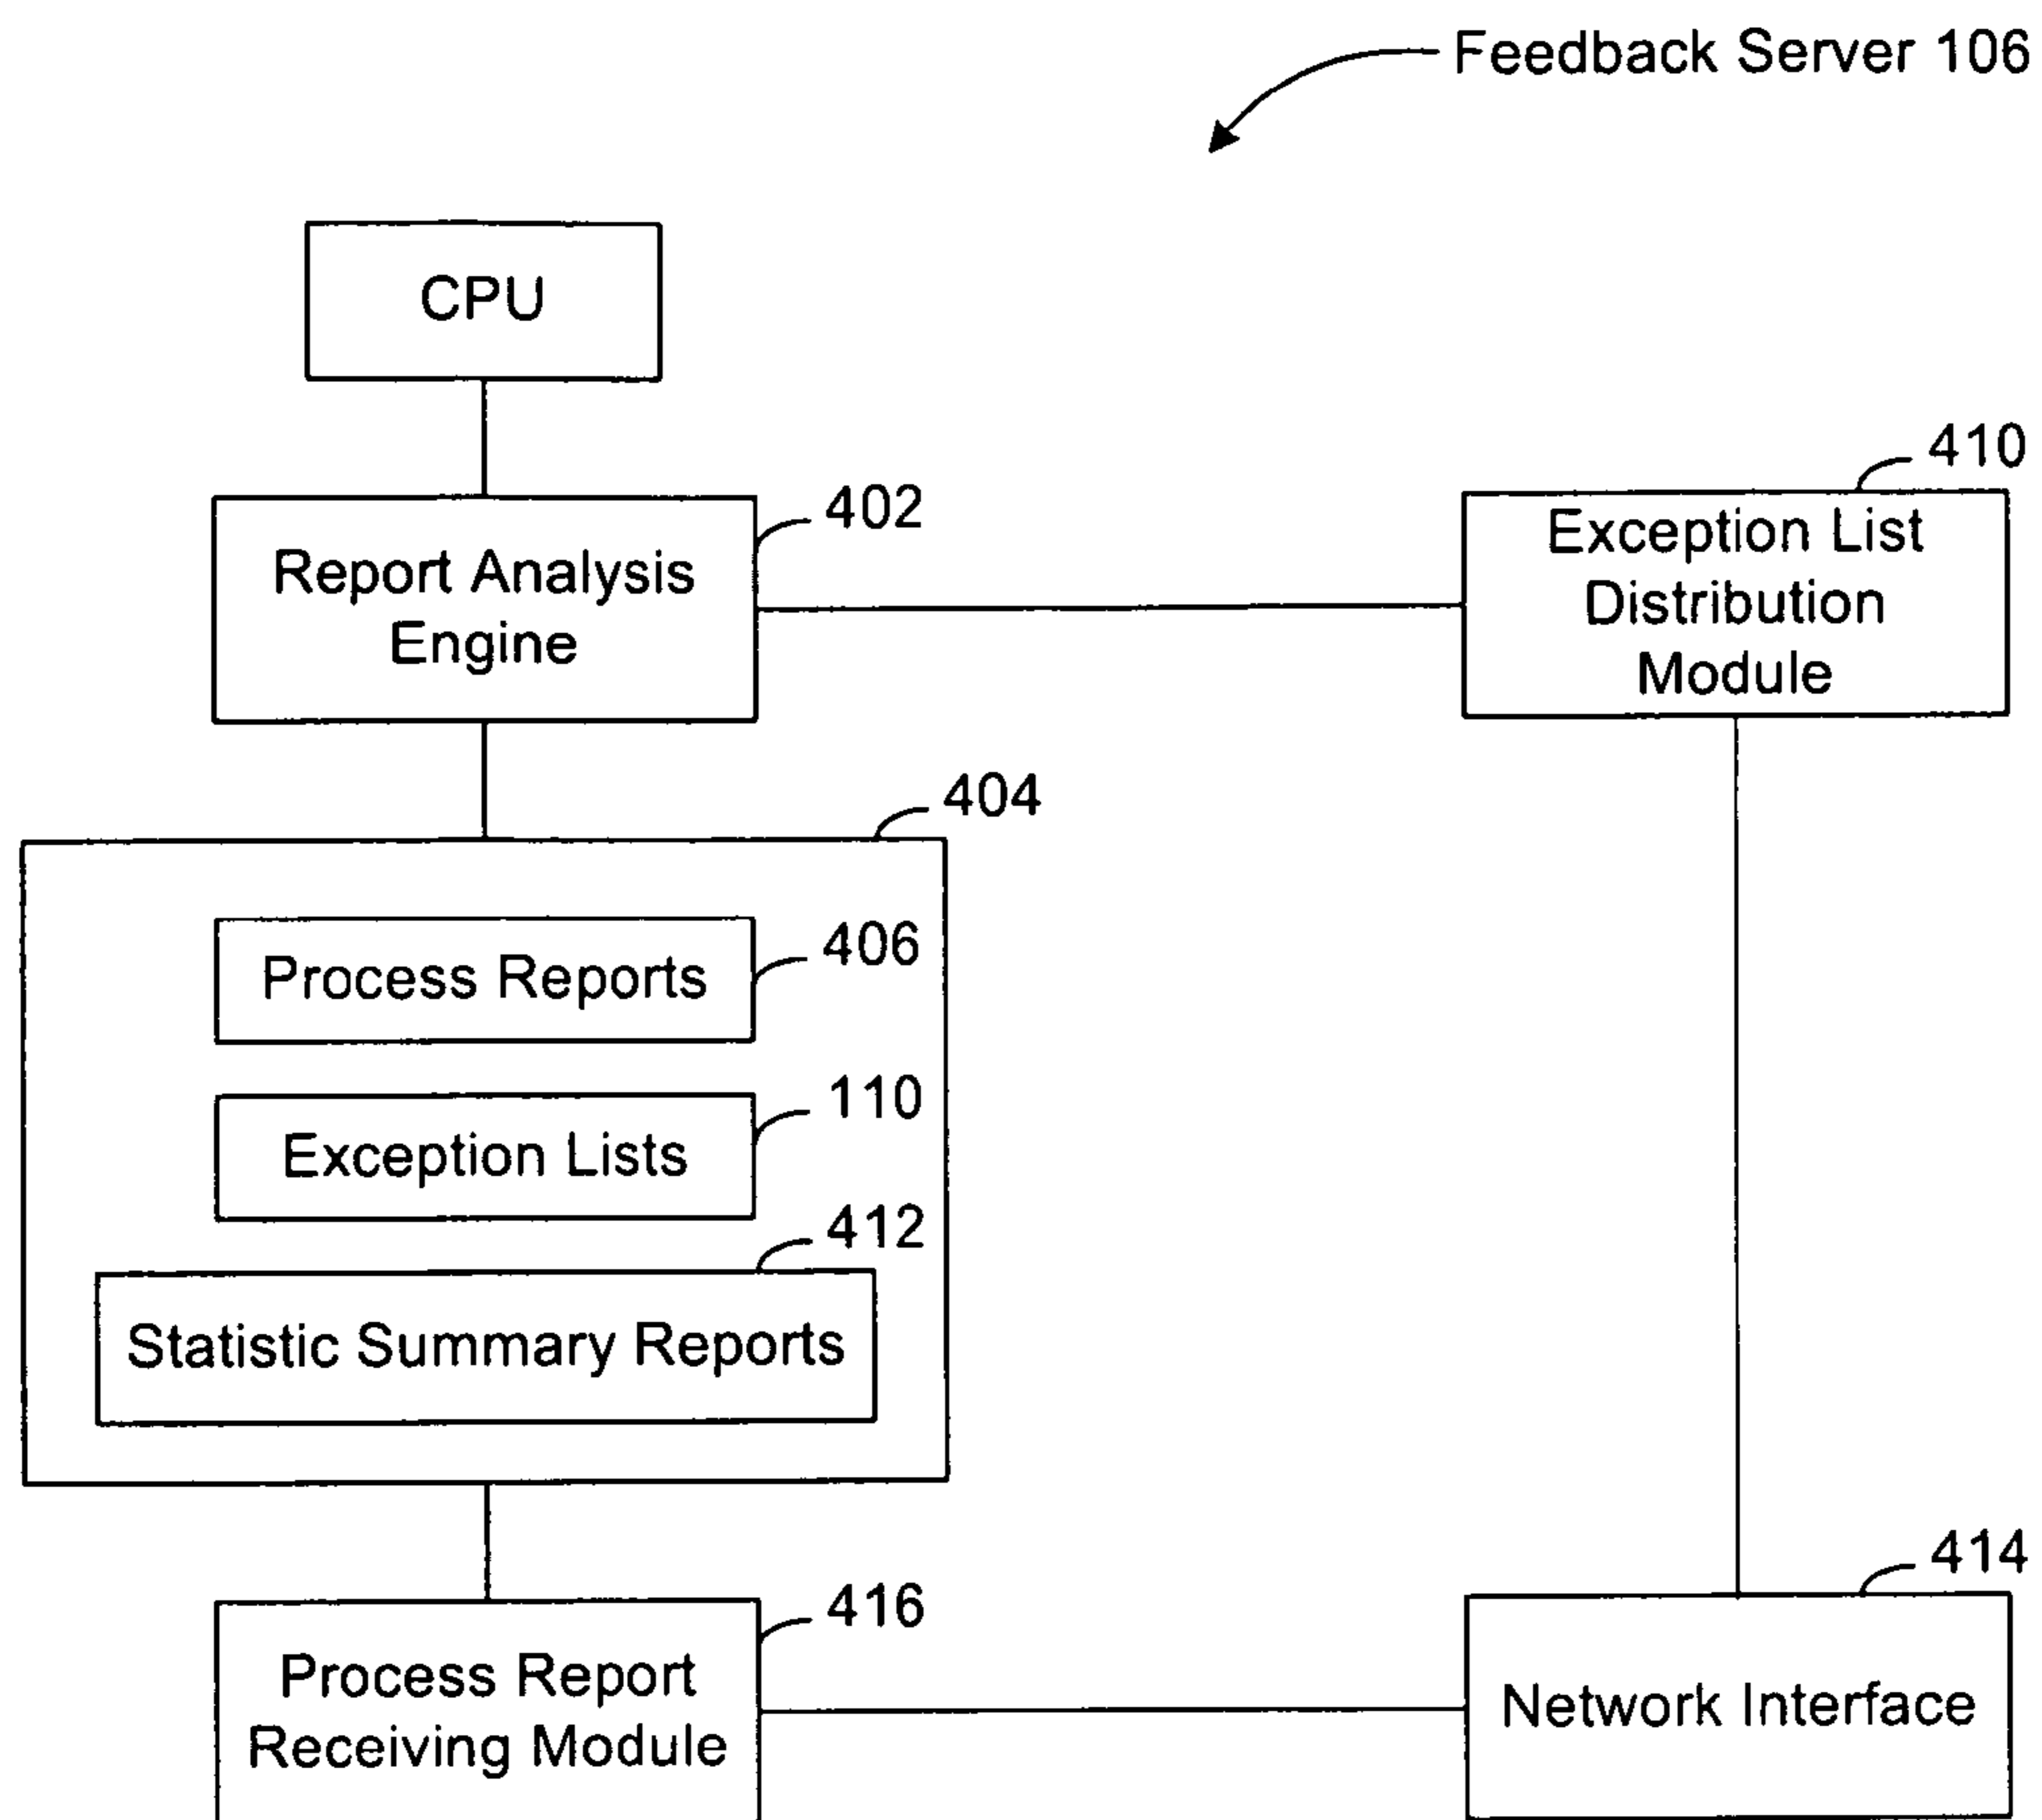 Feedback Server 106
CPU
402
Report Analysis
Engine
410
Exception List
Distribution
Module
404
406
Process Reports
110
Exception Lists
412
Statistic Summary Reports
416
Process Report
Receiving Module
414
Network Interface